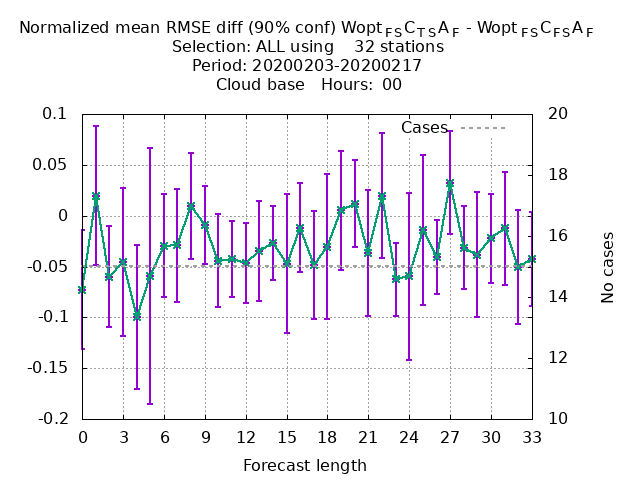 Normalized mean RMSE diff (90% conf) Wopt FS C TS A F - Wopt FS C FS A F
Selection: ALL using 32 stations
Period: 20200203-20200217
Cloud base Hours: 00
0.1
0.05
0
-0.05
-0.1
-0.15
-0.2
Cases
20
18
16
14
12
10
No cases
0 3 6 9 12 15 18 21 24 27 30 33
Forecast length